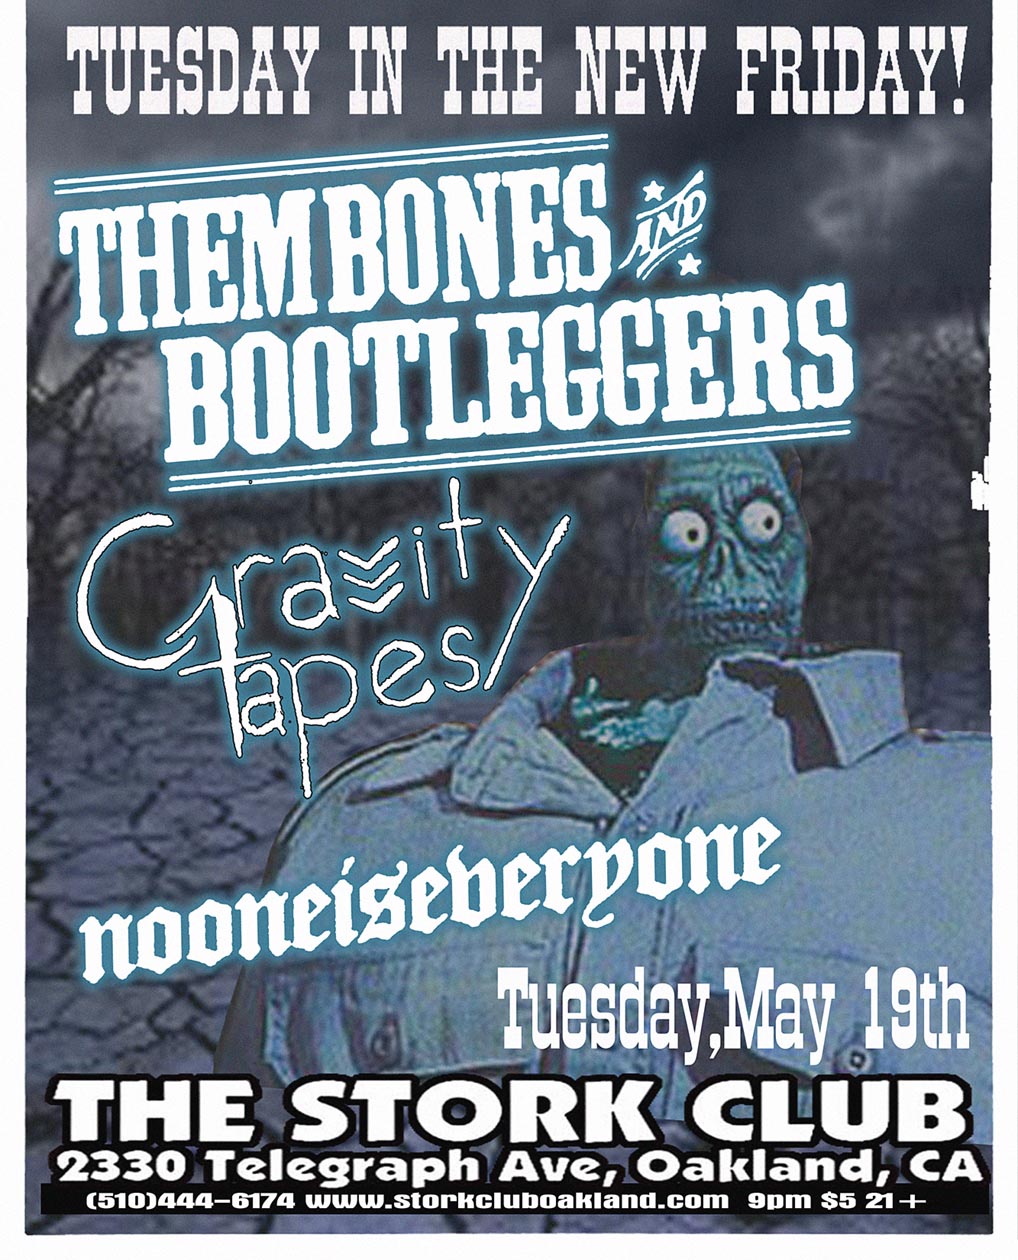 TUESDAY IN THE NEW FRIDAY!
THEM BONES AND
BOOTLEGGERS
Gravity
Tapes
nooneiseveryone
Tuesday,May 19th
THE STORK CLUB
2330 Telegraph Ave, Oakland, CA
(510)444-6174 www.storkcluboakland.com 9pm $5 21+